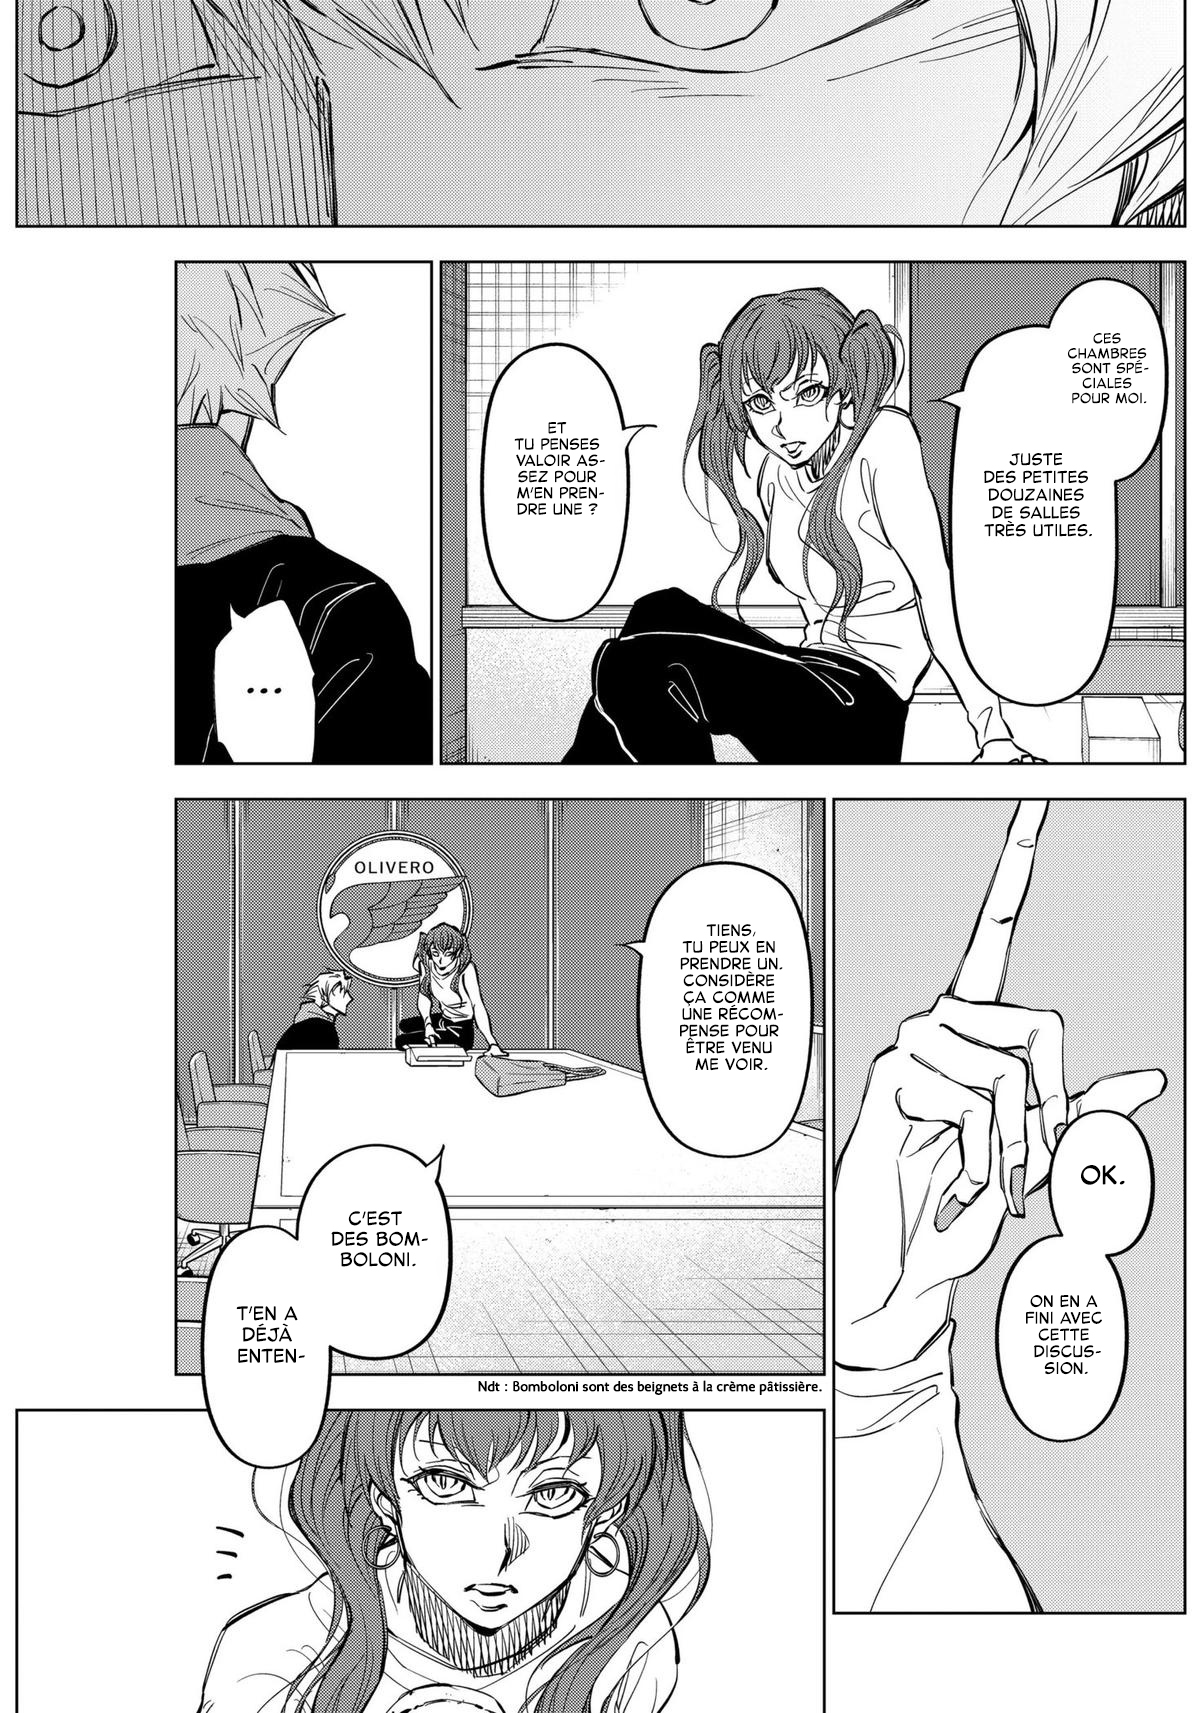 CES
CHAMBRES
SONT SPÉ-
CIALES
POUR MOI.
JUSTE
DES PETITES
DOUZAINES
DE SALLES
TRÈS UTILES.
ET
TU PENSES
VALOIR AS-
SEZ POUR
M'EN PREN-
DRE UNE ?
...
OK.
ON EN A
FINI AVEC
CETTE
DISCUS-
SION.
OLIVERO
TIENS,
TU PEUX EN
PRENDRE UN.
CONSIDÈRE
ÇA COMME
UNE RÉCOM-
PENSE POUR
ÊTRE VENU
ME VOIR.
C'EST
DES BOM-
BOLONI.
T'EN A
DÉJÀ
ENTEN-
Ndt : Bomboloni sont des beignets à la crème pâtissière.